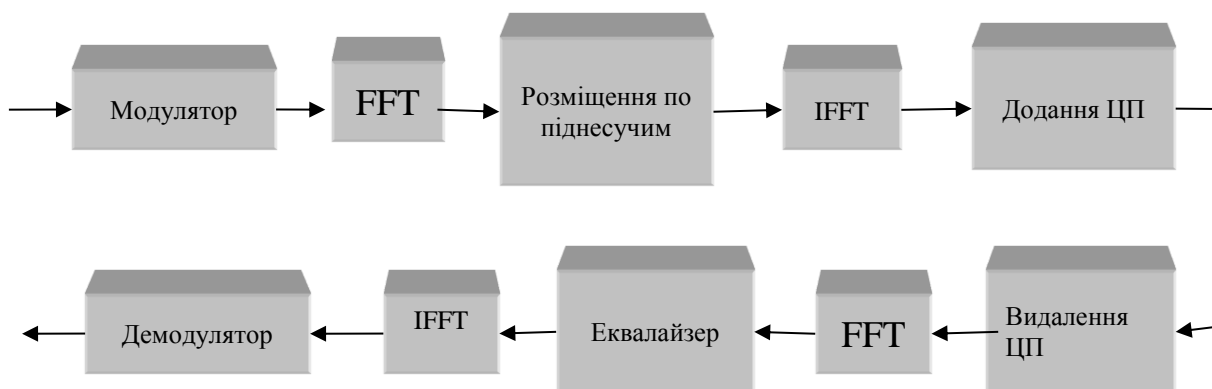 Модулятор
FFT
Розміщення по
піднесучим
IFFT
Додання ЦП
Демодулятор
IFFT
Еквалайзер
FFT
Видалення
ЦП